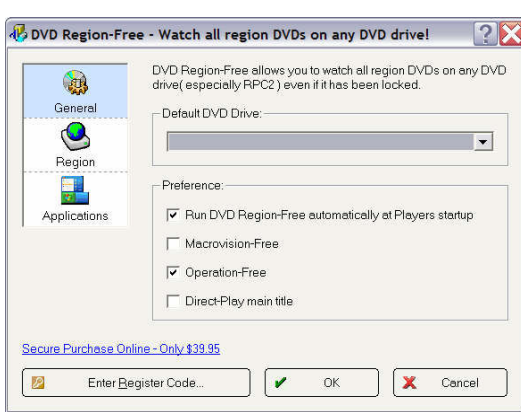 DVD Region-Free - Watch all region DVDs on any DVD drive!
DVD Region-Free allows you to watch all region DVDs on any DVD
drive( especially RPC2 ) even if it has been locked.
General
Region
Applications
Default DVD Drive:
Preference:
Run DVD Region-Free automatically at Players startup
Macrovision-Free
Operation-Free
Direct-Play main title
Secure Purchase Online - Only $39.95
Enter Register Code...
OK
Cancel